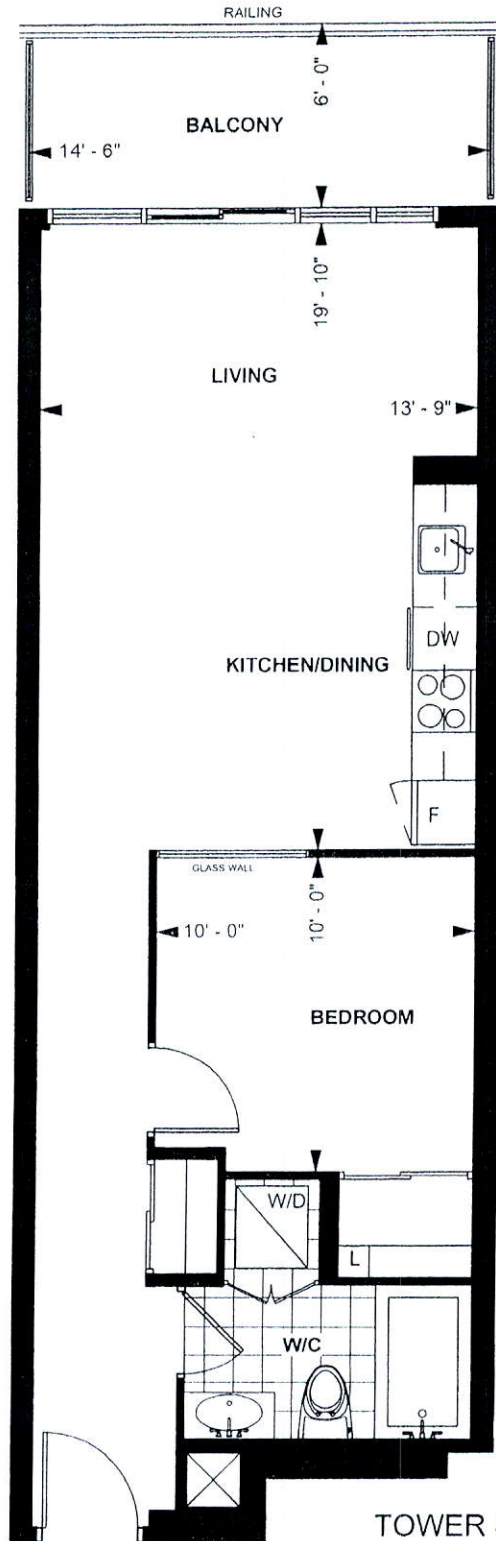 RAILING
6' - 0"
BALCONY
14' - 6"
19' - 10"
LIVING
13' - 9"
DW
KITCHEN/DINING
F
GLASS WALL
10' - 0"
10' - 0"
BEDROOM
W/D
L
W/C
TOWER